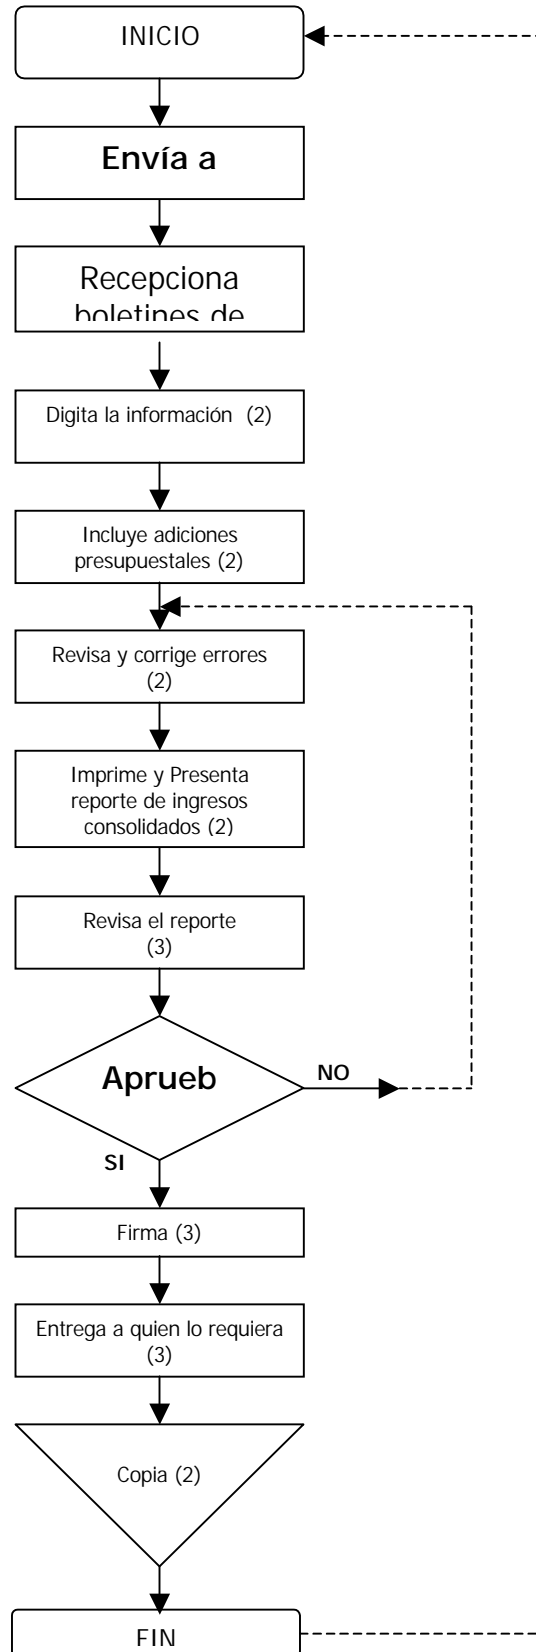 INICIO
Envía a
Recepciona
boletines de
Digita la información (2)
Incluye adiciones
presupuestales (2)
Revisa y corrige errores
(2)
Imprime y Presenta
reporte de ingresos
consolidados (2)
Revisa el reporte
(3)
Aprueb
NO
SI
Firma (3)
Entrega a quien lo requiera
(3)
Copia (2)
FIN